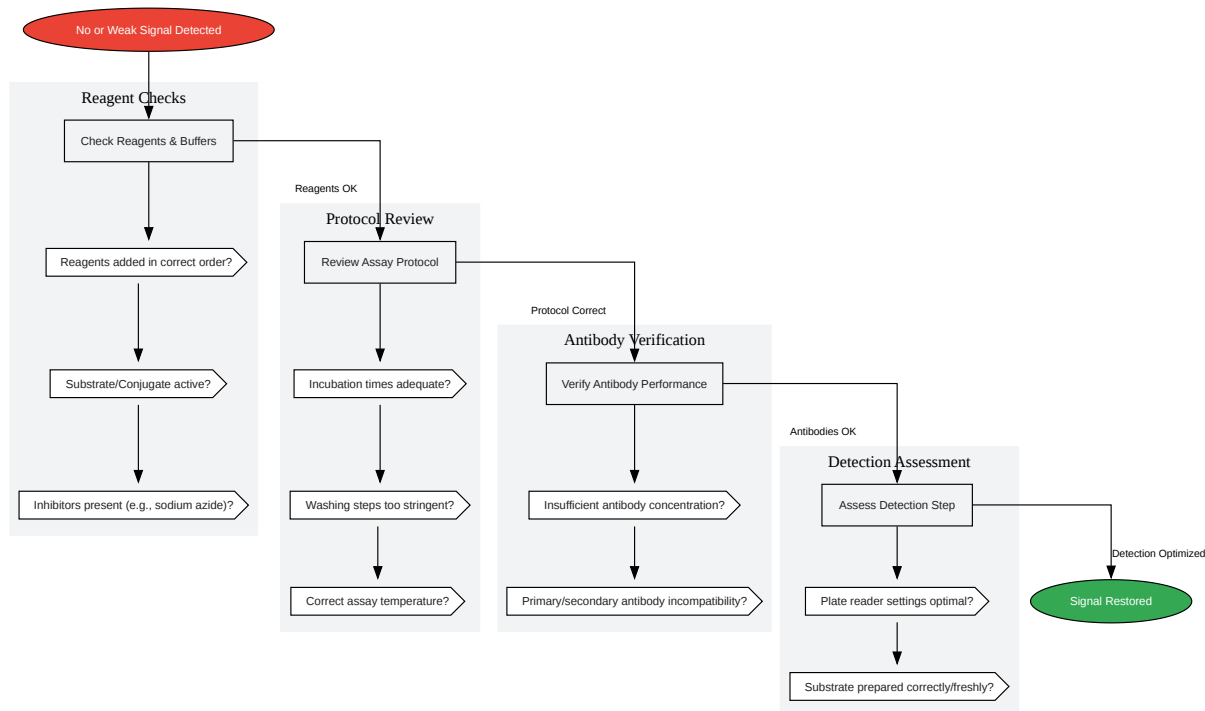 No or Weak Signal Detected
Reagent Checks
Check Reagents & Buffers
Reagents added in correct order?
Substrate/Conjugate active?
Inhibitors present (e.g., sodium azide)?
Reagents OK
Protocol Review
Review Assay Protocol
Incubation times adequate?
Washing steps too stringent?
Correct assay temperature?
Protocol Correct
Antibody Verification
Verify Antibody Performance
Insufficient antibody concentration?
Primary/secondary antibody incompatibility?
Antibodies OK
Detection Assessment
Assess Detection Step
Plate reader settings optimal?
Substrate prepared correctly/freshly?
Detection Optimized
Signal Restored